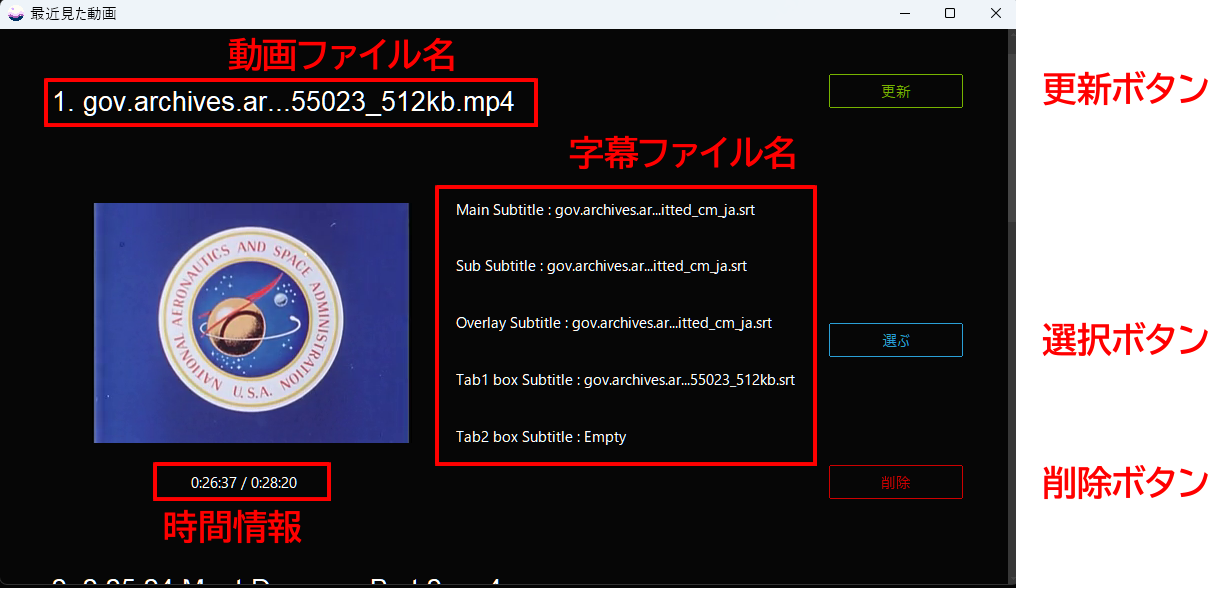 最近見た動画
動画ファイル名
1. gov.archives.ar...55023_512kb.mp4
更新
更新ボタン
字幕ファイル名
Main Subtitle : gov.archives.ar...itted_cm_ja.srt
Sub Subtitle : gov.archives.ar...itted_cm_ja.srt
Overlay Subtitle : gov.archives.ar...itted_cm_ja.srt
Tab1 box Subtitle : gov.archives.ar...55023_512kb.srt
Tab2 box Subtitle : Empty
NATIONAL AERONAUTICS AND SPACE ADMINISTRATION
U.S.A.
選ぶ
選択ボタン
0:26:37 / 0:28:20
時間情報
削除
削除ボタン